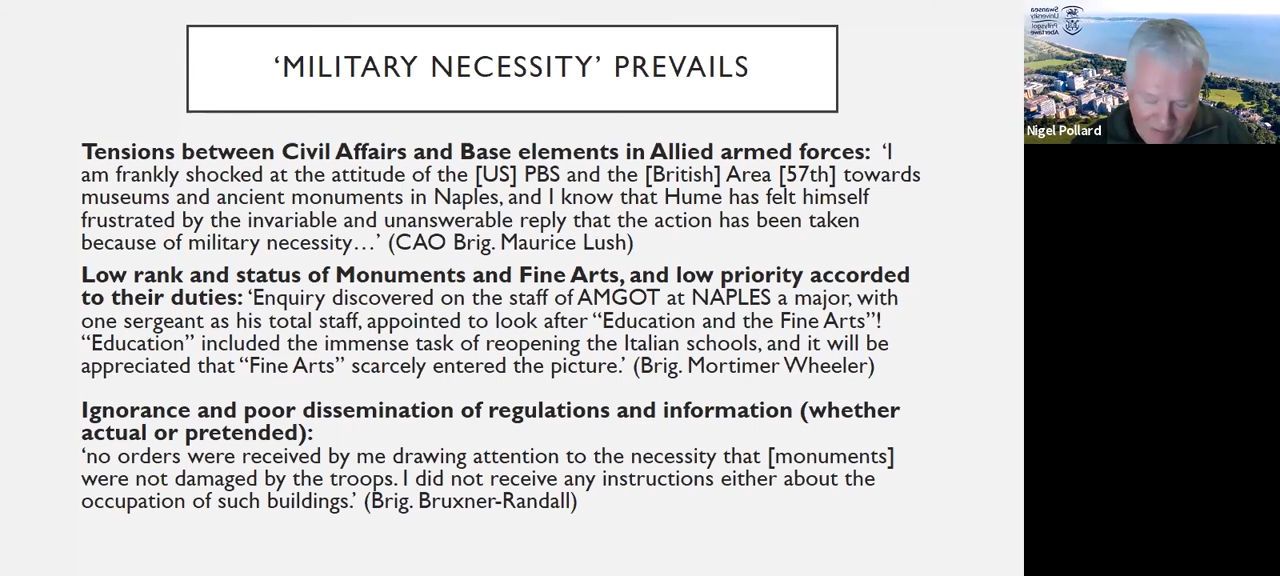 ‘MILITARY NECESSITY’ PREVAILS
Tensions between Civil Affairs and Base elements in Allied armed forces: ‘I
am frankly shocked at the attitude of the [US] PBS and the [British] Area [57th] towards
museums and ancient monuments in Naples, and I know that Hume has felt himself
frustrated by the invariable and unanswerable reply that the action has been taken
because of military necessity…’ (CAO Brig. Maurice Lush)
Low rank and status of Monuments and Fine Arts, and low priority accorded
to their duties: ‘Enquiry discovered on the staff of AMGOT at NAPLES a major, with
one sergeant as his total staff, appointed to look after “Education and the Fine Arts”!
“Education” included the immense task of reopening the Italian schools, and it will be
appreciated that “Fine Arts” scarcely entered the picture.’ (Brig. Mortimer Wheeler)
Ignorance and poor dissemination of regulations and information (whether
actual or pretended):
‘no orders were received by me drawing attention to the necessity that [monuments]
were not damaged by the troops. I did not receive any instructions either about the
occupation of such buildings.’ (Brig. Bruxner-Randall)
Swansea
University
Prifysgol
Abertawe
Nigel Pollard